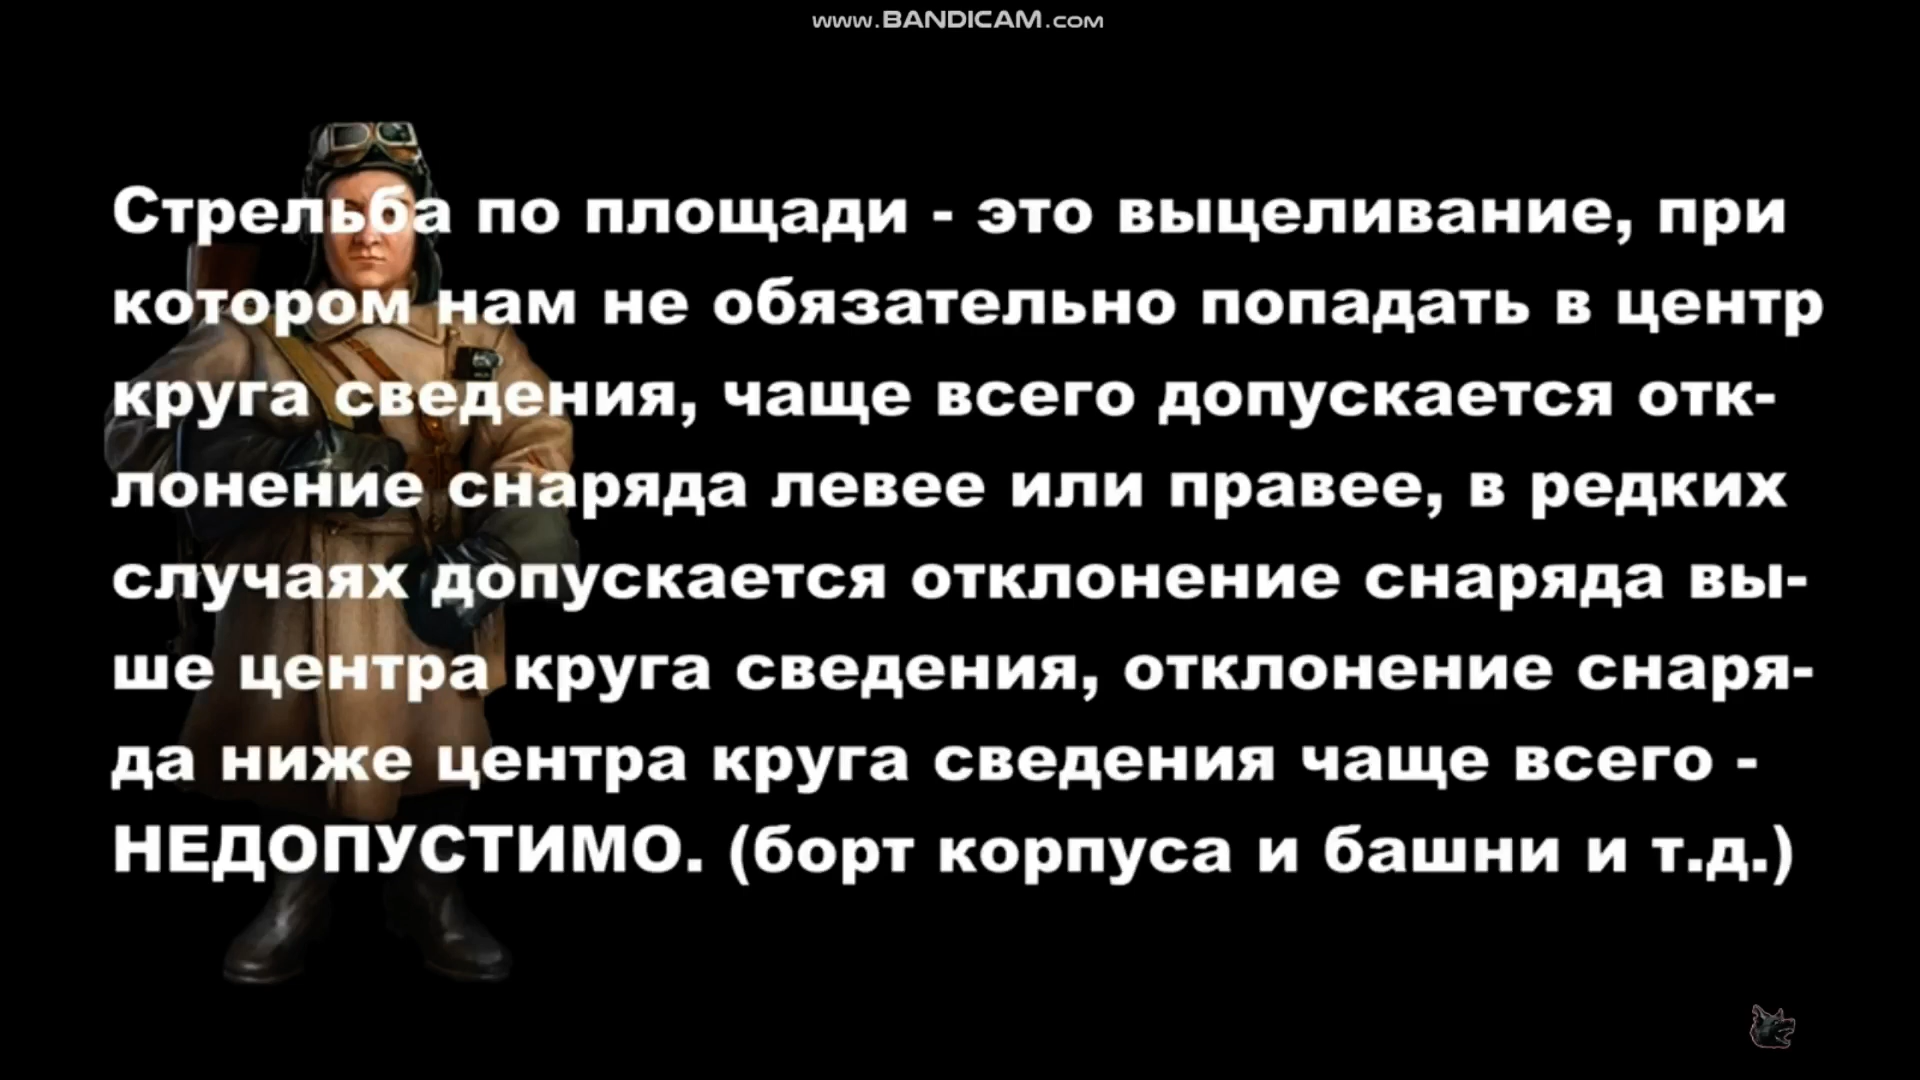 www.BANDICAM.com
Стрельба по площади - это выцеливание, при
котором нам не обязательно попадать в центр
круга сведения, чаще всего допускается отк-
лонение снаряда левее или правее, в редких
случаях допускается отклонение снаряда вы-
ше центра круга сведения, отклонение снаря-
да ниже центра круга сведения чаще всего -
НЕДОПУСТИМО. (борт корпуса и башни и т.д.)